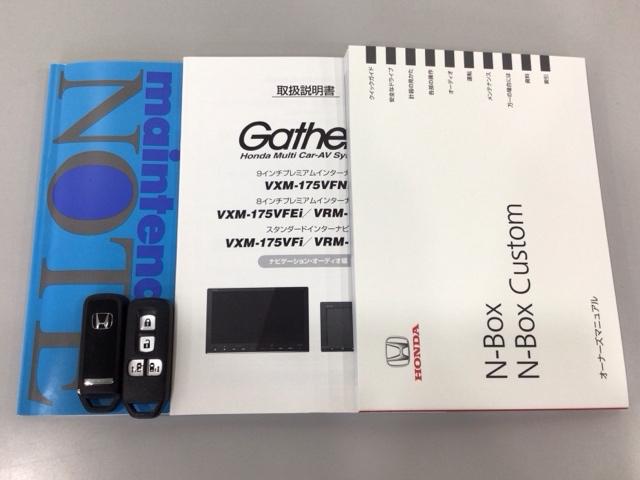 maintenanc
NOTE
取扱説明書
Gathe
Honda Multi Car-AV Sys
9インチプレミアムインターナ
VXM-175VFN
8インチプレミアムインターナ
VXM-175VFEi/VRM-
スタンダードインターナビ
VXM-175VFi/VRM-
ナビゲーション・オーディオ編
クイックガイド
安全なドライブ
計器の見かた
各部の操作
オーディオ
運転
メンテナンス
万一の場合には
資料
索引
HONDA
N-Box
N-Box Custom
オーナーズマニュアル